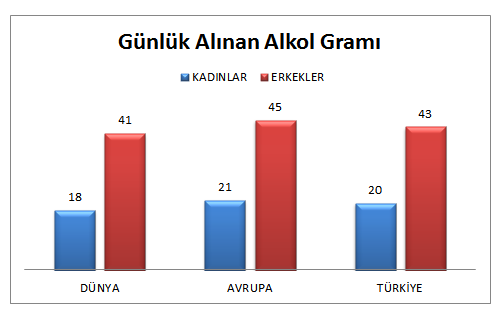 Günlük Alınan Alkol Gramı
KADINLAR ERKEKLER
18 41 21 45 20 43
DÜNYA AVRUPA TÜRKİYE